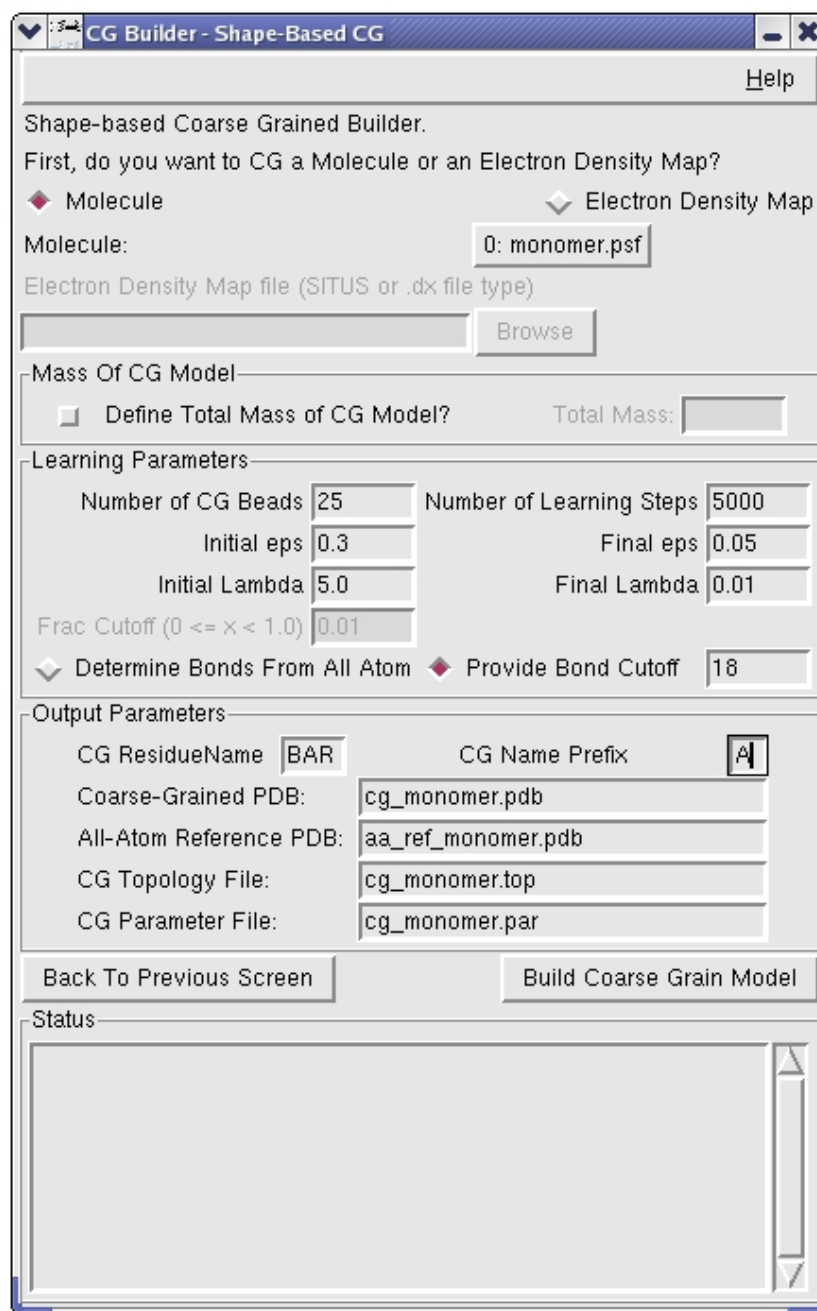 CG Builder - Shape-Based CG
Help
Shape-based Coarse Grained Builder.
First, do you want to CG a Molecule or an Electron Density Map?
Molecule Electron Density Map
Molecule: 0: monomer.psf
Electron Density Map file (SITUS or .dx file type)
Browse
Mass Of CG Model
Define Total Mass of CG Model? Total Mass:
Learning Parameters
Number of CG Beads 25 Number of Learning Steps 5000
Initial eps 0.3 Final eps 0.05
Initial Lambda 5.0 Final Lambda 0.01
Frac Cutoff (0 <= x < 1.0) 0.01
Determine Bonds From All Atom Provide Bond Cutoff 18
Output Parameters
CG ResidueName BAR CG Name Prefix A
Coarse-Grained PDB: cg_monomer.pdb
All-Atom Reference PDB: aa_ref_monomer.pdb
CG Topology File: cg_monomer.top
CG Parameter File: cg_monomer.par
Back To Previous Screen Build Coarse Grain Model
Status